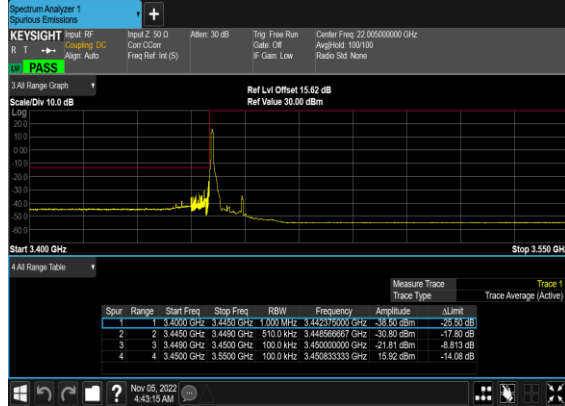 Spectrum Analyzer 1
Spurious Emissions
KEYSIGHT Input: RF Input Z: 50 Ω Atten: 30 dB Trig: Free Run Center Freq: 22.005000000 GHz
R T Coupling: DC Corr CCorr Gate: Off Avg|Hold: 100/100
Align: Auto Freq Ref: Int (S) IF Gain: Low Radio Std: None
PASS
3 All Range Graph
Ref Lvl Offset 15.62 dB
Scale/Div 10.0 dB Ref Value 30.00 dBm
Log
20.0
10.0
0.00
-10.0
-20.0
-30.0
-40.0
-50.0
-60.0
Start 3.400 GHz Stop 3.550 GH
4 All Range Table
Measure Trace Trace 1
Trace Type Trace Average (Active)
Spur Range Start Freq Stop Freq RBW Frequency Amplitude ΔLimit
1 1 3.4000 GHz 3.4450 GHz 1.000 MHz 3.442375000 GHz -38.50 dBm -25.50 dB
2 2 3.4450 GHz 3.4490 GHz 510.0 kHz 3.448566667 GHz -30.80 dBm -17.80 dB
3 3 3.4490 GHz 3.4500 GHz 100.0 kHz 3.450000000 GHz -21.81 dBm -8.813 dB
4 4 3.4500 GHz 3.5500 GHz 100.0 kHz 3.450833333 GHz 15.92 dBm -14.08 dB
? Nov 05, 2022
4:43:15 AM